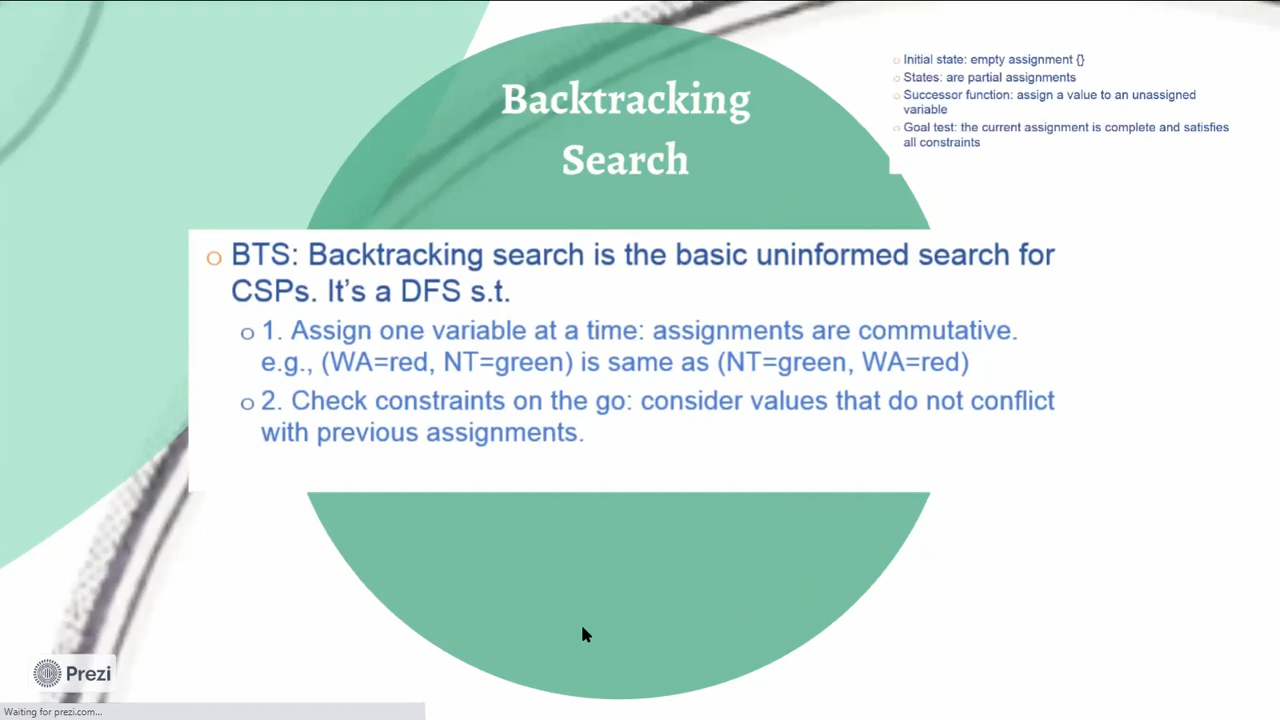 Backtracking
Search
o Initial state: empty assignment {}
o States: are partial assignments
o Successor function: assign a value to an unassigned
variable
o Goal test: the current assignment is complete and satisfies
all constraints
o BTS: Backtracking search is the basic uninformed search for
CSPs. It's a DFS s.t.
o 1. Assign one variable at a time: assignments are commutative.
e.g., (WA=red, NT=green) is same as (NT=green, WA=red)
o 2. Check constraints on the go: consider values that do not conflict
with previous assignments.
Prezi
Waiting for prezi.com...